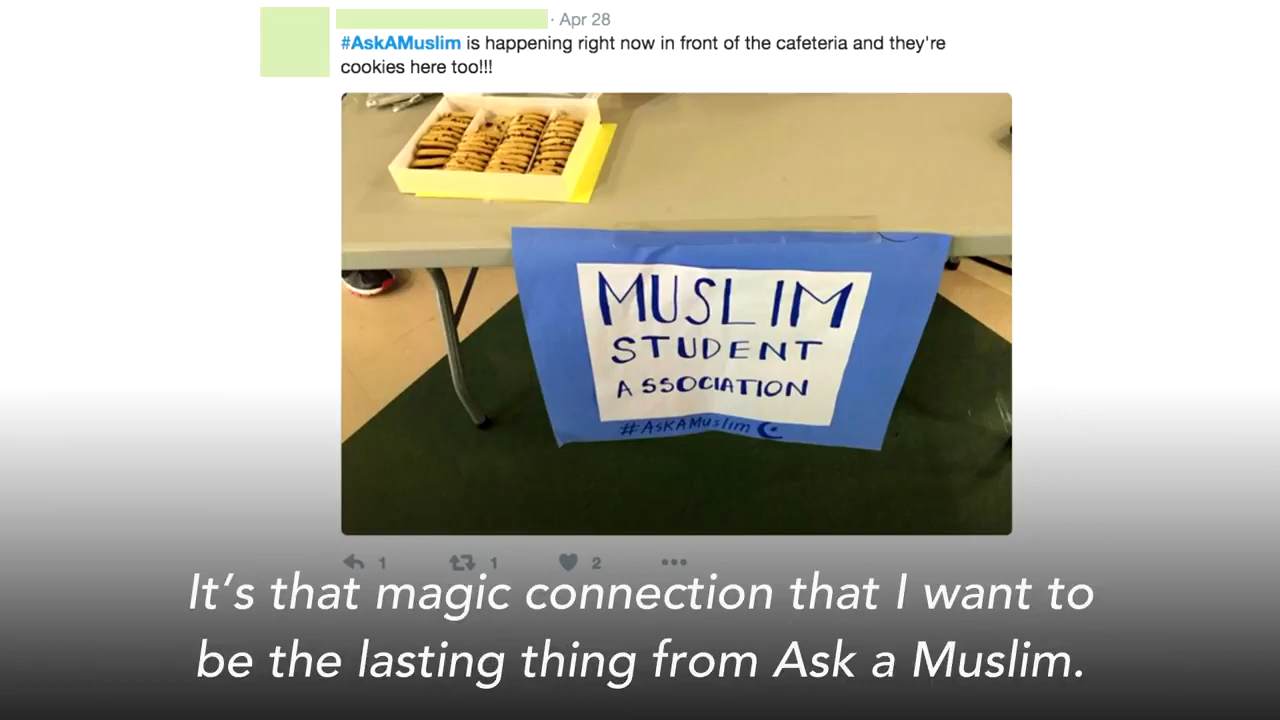 · Apr 28
#AskAMuslim is happening right now in front of the cafeteria and they're
cookies here too!!!
MUSLIM
STUDENT
ASSOCIATION
#AskAMuslim
1 1 2 •••
It's that magic connection that I want to
be the lasting thing from Ask a Muslim.